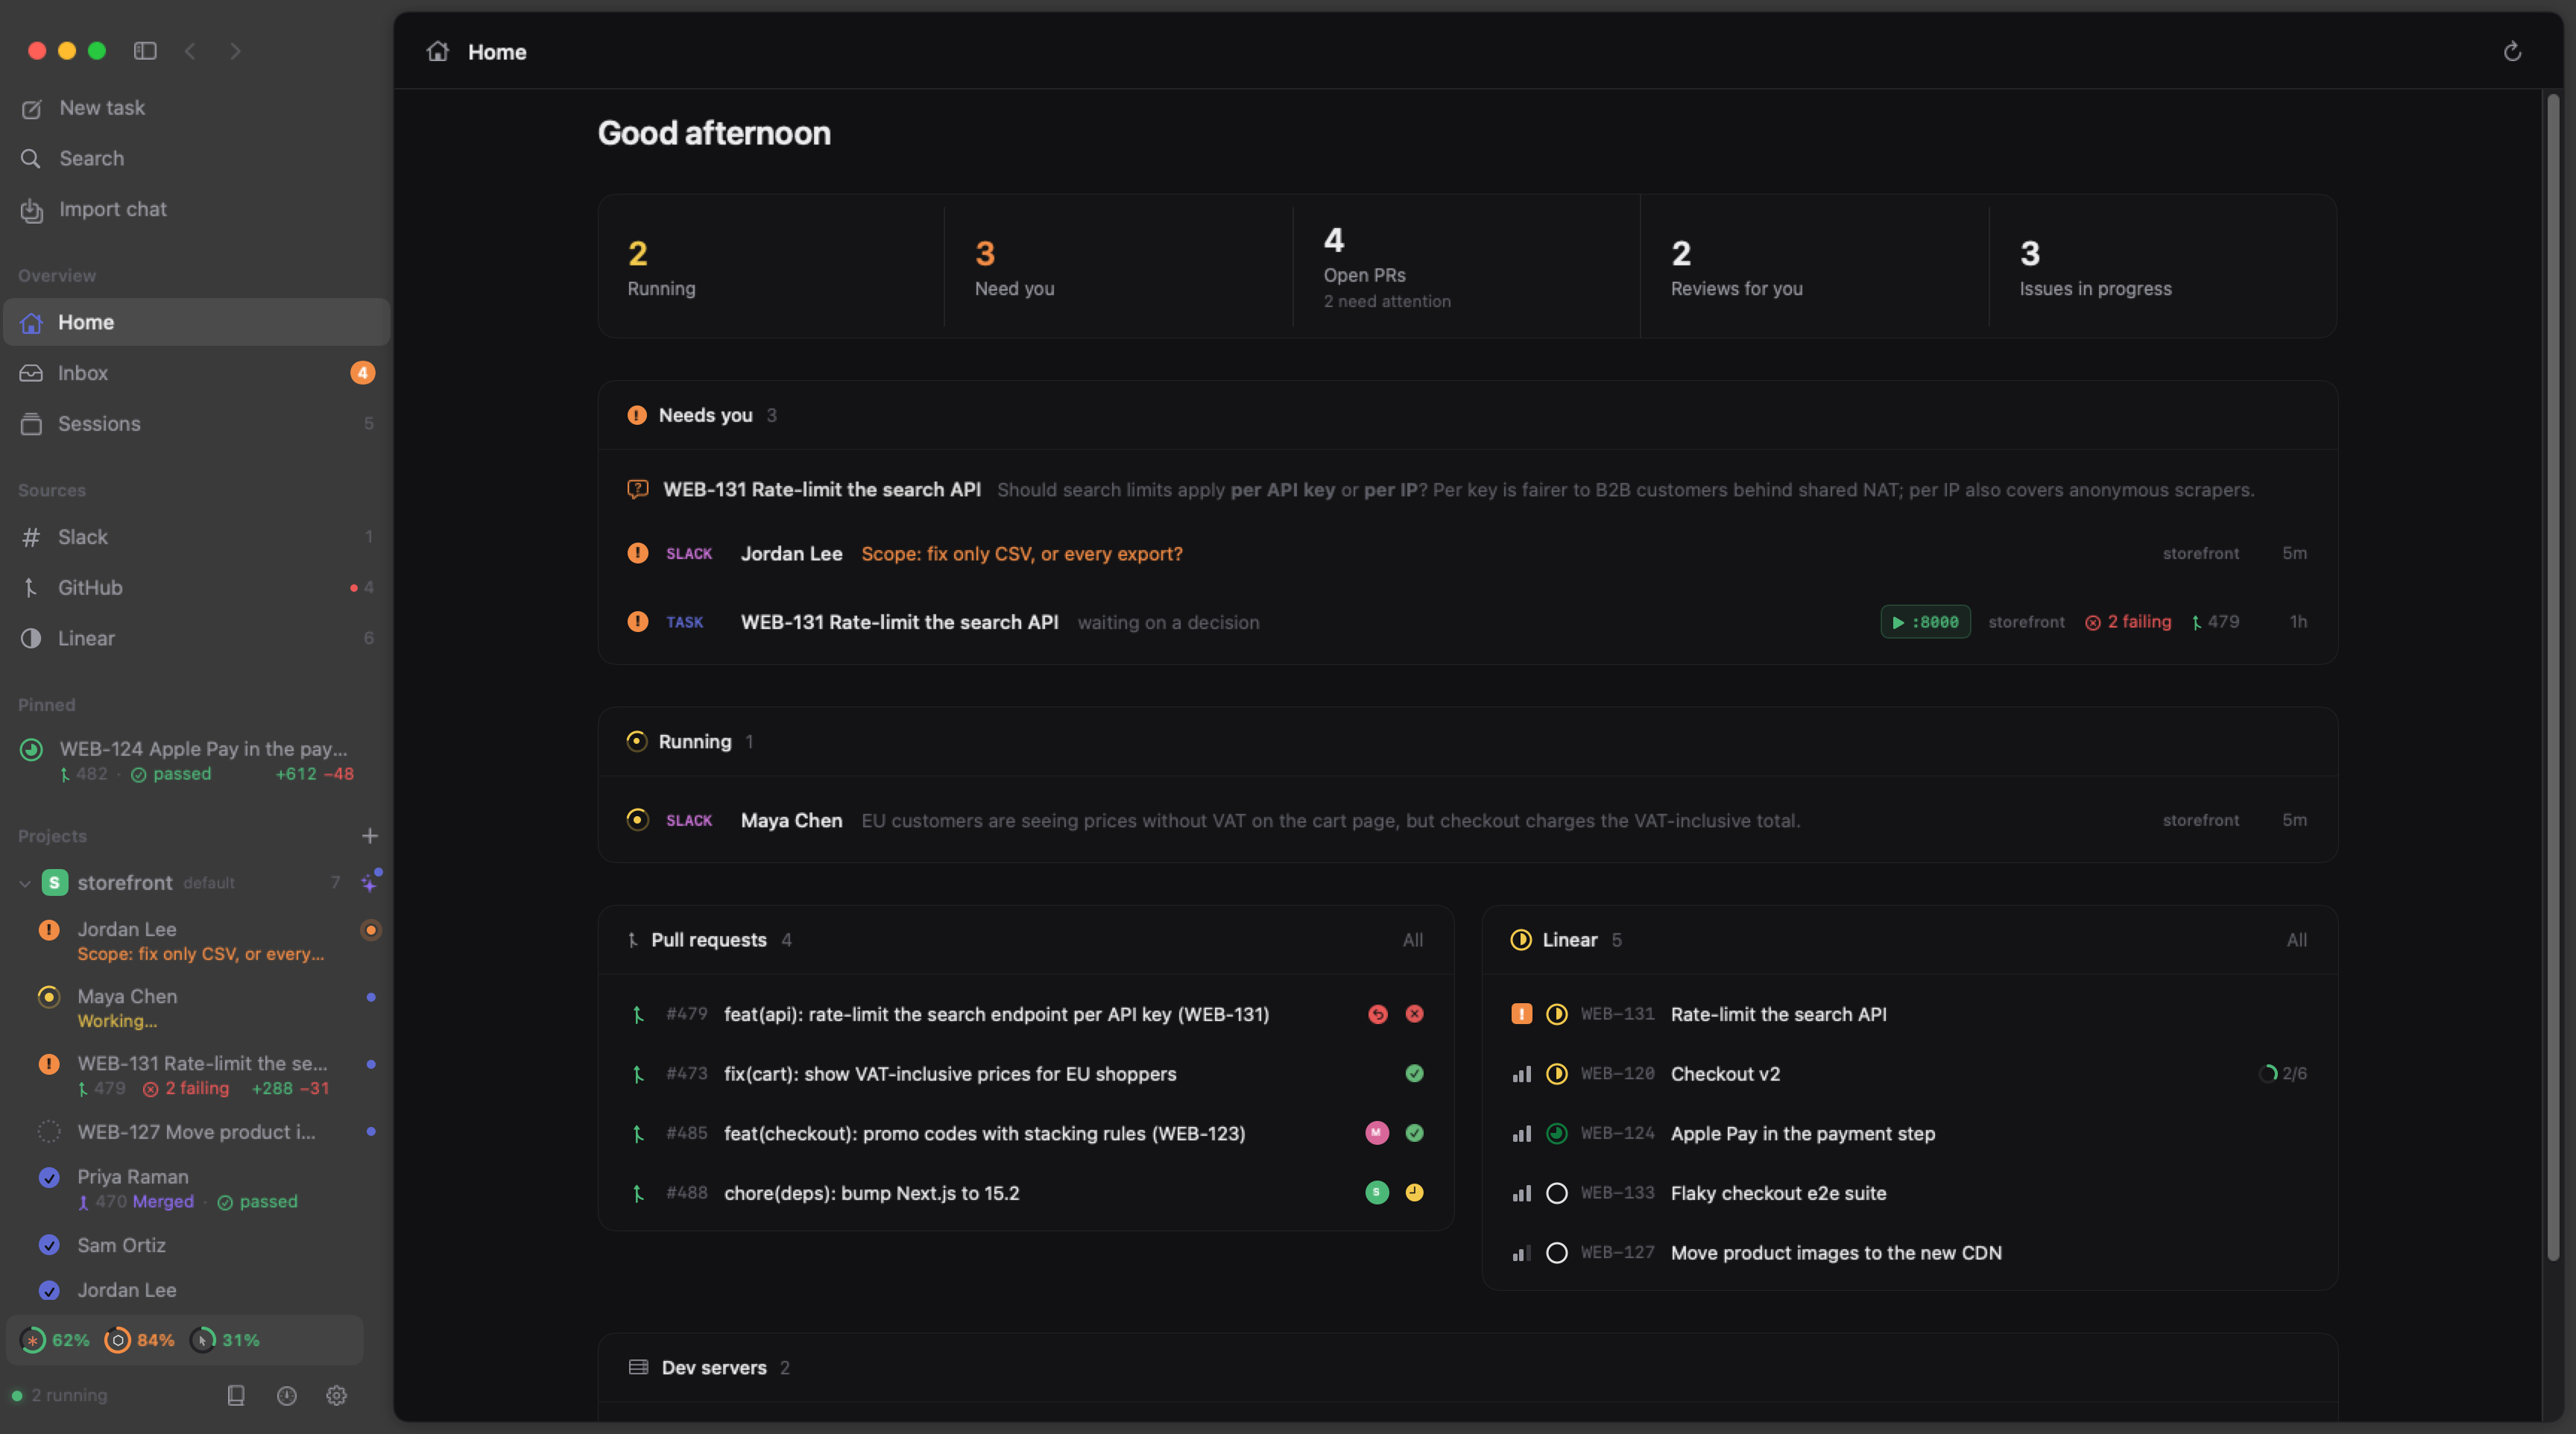 New task
Search
Import chat
Overview
Home
Inbox 4
Sessions 5
Sources
Slack 1
GitHub 4
Linear 6
Pinned
WEB-124 Apple Pay in the pay...
482 · passed +612 −48
Projects
storefront default 7
Jordan Lee
Scope: fix only CSV, or every...
Maya Chen
Working...
WEB-131 Rate-limit the se...
479 2 failing +288 −31
WEB-127 Move product i...
Priya Raman
470 Merged · passed
Sam Ortiz
Jordan Lee
62% 84% 31%
2 running
Home
Good afternoon
2
Running
3
Need you
4
Open PRs
2 need attention
2
Reviews for you
3
Issues in progress
Needs you 3
WEB-131 Rate-limit the search API Should search limits apply per API key or per IP? Per key is fairer to B2B customers behind shared NAT; per IP also covers anonymous scrapers.
SLACK Jordan Lee Scope: fix only CSV, or every export? storefront 5m
TASK WEB-131 Rate-limit the search API waiting on a decision :8000 storefront 2 failing 479 1h
Running 1
SLACK Maya Chen EU customers are seeing prices without VAT on the cart page, but checkout charges the VAT-inclusive total. storefront 5m
Pull requests 4 All
#479 feat(api): rate-limit the search endpoint per API key (WEB-131)
#473 fix(cart): show VAT-inclusive prices for EU shoppers
#485 feat(checkout): promo codes with stacking rules (WEB-123) M
#488 chore(deps): bump Next.js to 15.2 S
Linear 5 All
WEB-131 Rate-limit the search API
WEB-120 Checkout v2 2/6
WEB-124 Apple Pay in the payment step
WEB-133 Flaky checkout e2e suite
WEB-127 Move product images to the new CDN
Dev servers 2